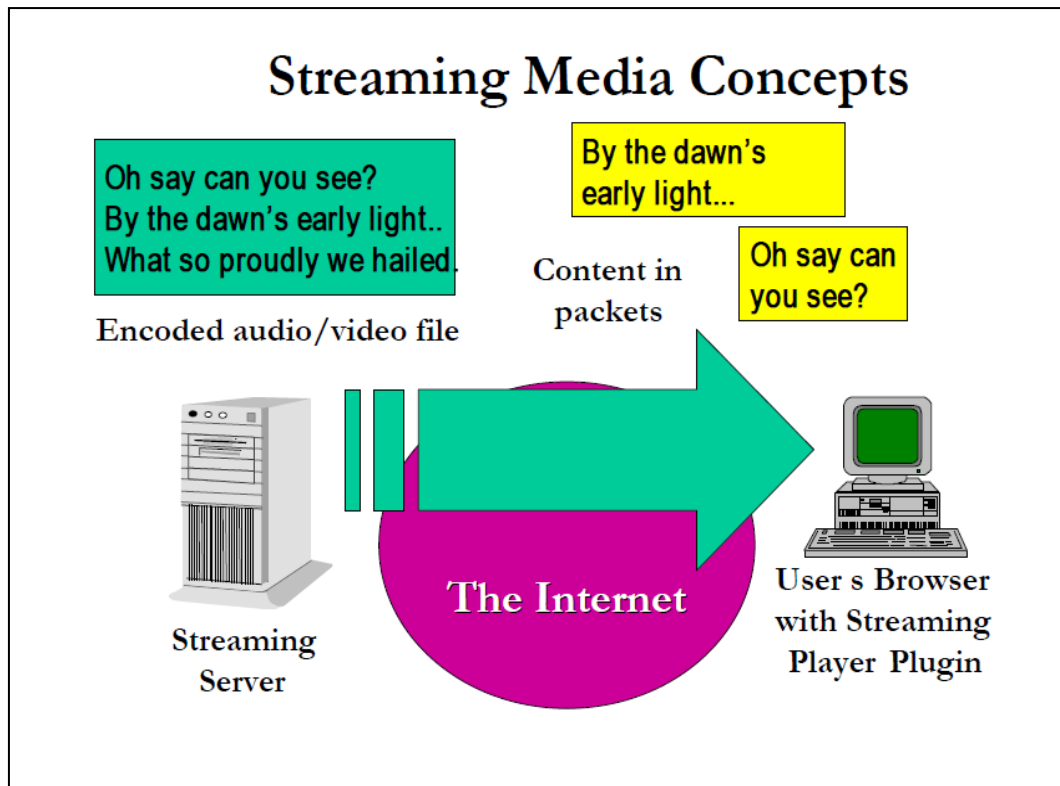 Streaming Media Concepts
Oh say can you see?
By the dawn’s early light..
What so proudly we hailed.
By the dawn’s
early light...
Oh say can
you see?
Content in
packets
Encoded audio/video file
The Internet
Streaming
Server
User s Browser
with Streaming
Player Plugin